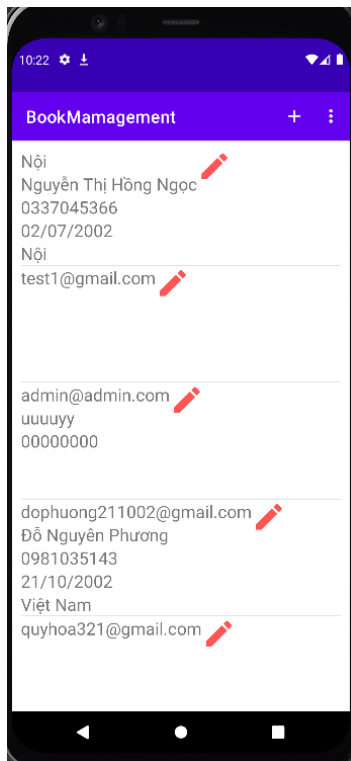 10:22
BookMamagement
Nội
Nguyễn Thị Hồng Ngọc
0337045366
02/07/2002
Nội
test1@gmail.com
admin@admin.com
uuuuyy
00000000
dophuong211002@gmail.com
Đỗ Nguyên Phương
0981035143
21/10/2002
Việt Nam
quyhoa321@gmail.com